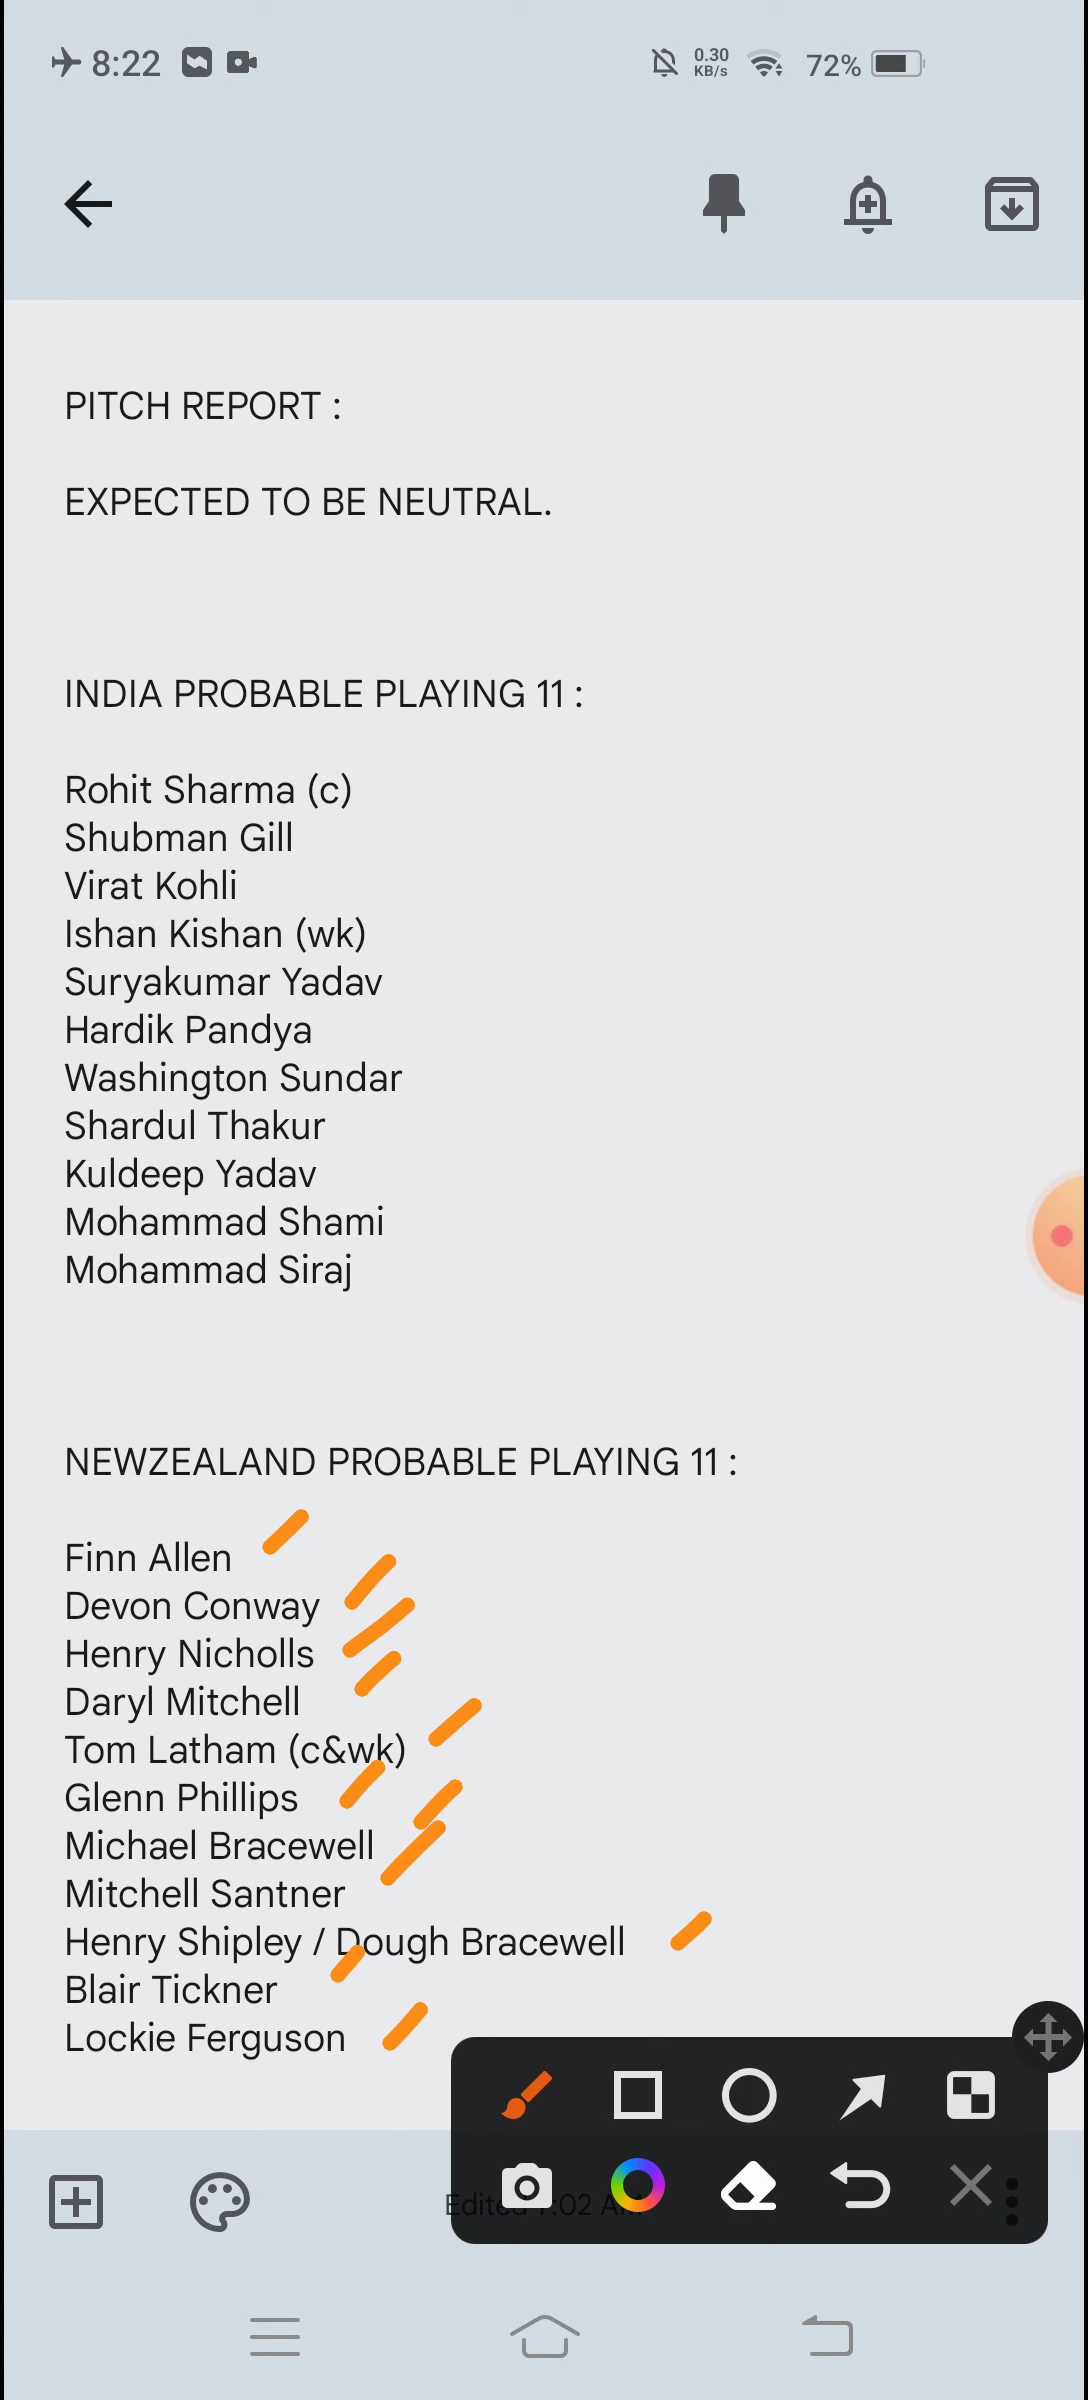 8:22
0.30
KB/s
72%
PITCH REPORT :
EXPECTED TO BE NEUTRAL.
INDIA PROBABLE PLAYING 11 :
Rohit Sharma (c)
Shubman Gill
Virat Kohli
Ishan Kishan (wk)
Suryakumar Yadav
Hardik Pandya
Washington Sundar
Shardul Thakur
Kuldeep Yadav
Mohammad Shami
Mohammad Siraj
NEWZEALAND PROBABLE PLAYING 11 :
Finn Allen
Devon Conway
Henry Nicholls
Daryl Mitchell
Tom Latham (c&wk)
Glenn Phillips
Michael Bracewell
Mitchell Santner
Henry Shipley / Dough Bracewell
Blair Tickner
Lockie Ferguson
Edited